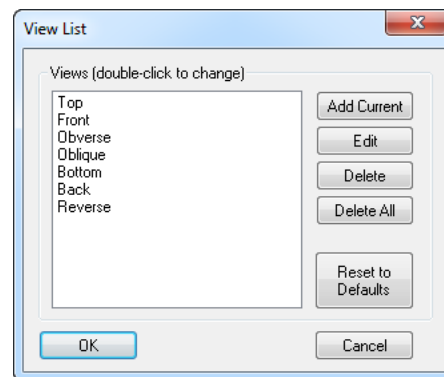 View List
Views (double-click to change)
Top
Front
Obverse
Oblique
Bottom
Back
Reverse
Add Current
Edit
Delete
Delete All
Reset to
Defaults
OK
Cancel